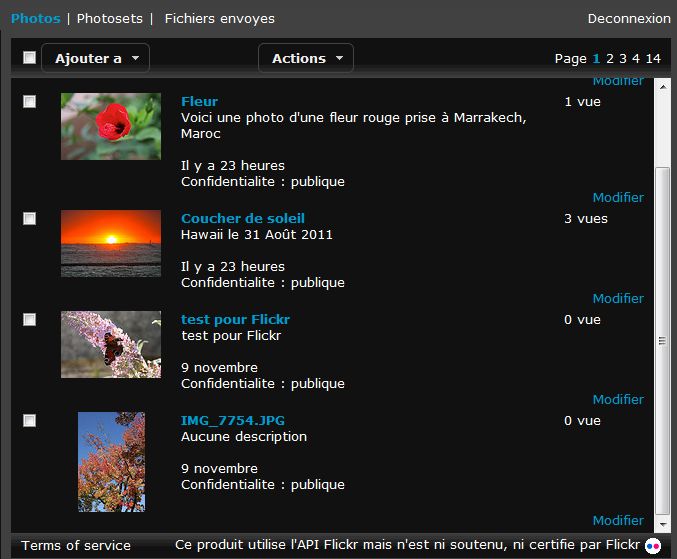 Photos | Photosets | Fichiers envoyes Deconnexion
Ajouter a Actions Page 1 2 3 4 14
Modifier
Fleur 1 vue
Voici une photo d'une fleur rouge prise à Marrakech,
Maroc
Il y a 23 heures
Confidentialite : publique
Modifier
Coucher de soleil 3 vues
Hawaii le 31 Août 2011
Il y a 23 heures
Confidentialite : publique
Modifier
test pour Flickr 0 vue
test pour Flickr
9 novembre
Confidentialite : publique
Modifier
IMG_7754.JPG 0 vue
Aucune description
9 novembre
Confidentialite : publique
Modifier
Terms of service Ce produit utilise l'API Flickr mais n'est ni soutenu, ni certifie par Flickr